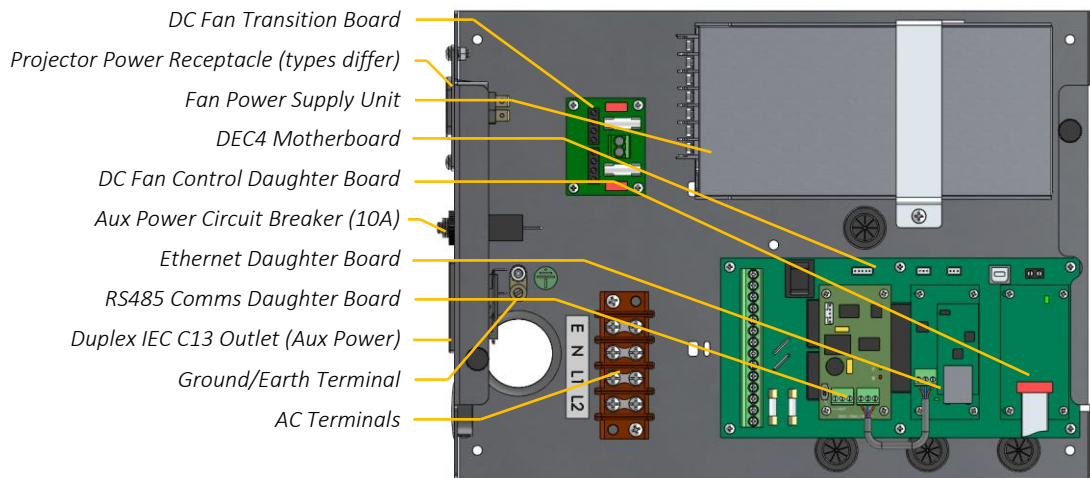 DC Fan Transition Board
Projector Power Receptacle (types differ)
Fan Power Supply Unit
DEC4 Motherboard
DC Fan Control Daughter Board
Aux Power Circuit Breaker (10A)
Ethernet Daughter Board
RS485 Comms Daughter Board
Duplex IEC C13 Outlet (Aux Power)
Ground/Earth Terminal
AC Terminals
E
N
L1
L2